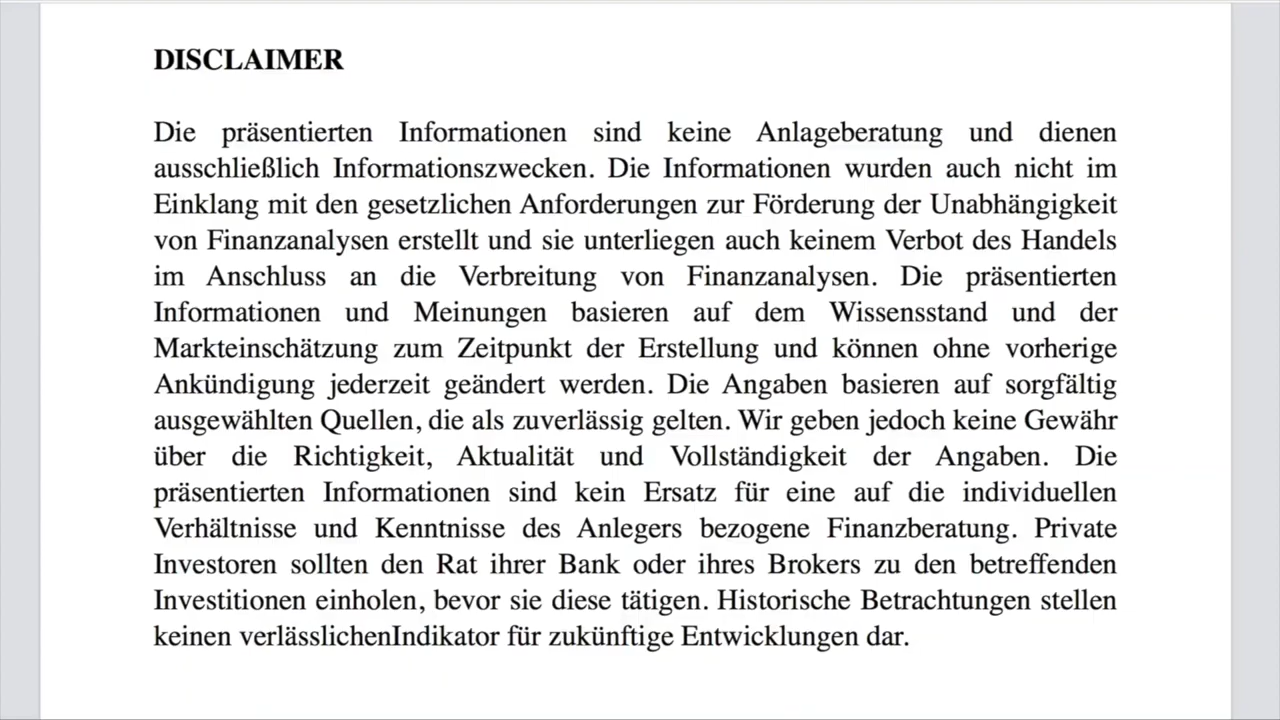 DISCLAIMER
Die präsentierten Informationen sind keine Anlageberatung und dienen
ausschließlich Informationszwecken. Die Informationen wurden auch nicht im
Einklang mit den gesetzlichen Anforderungen zur Förderung der Unabhängigkeit
von Finanzanalysen erstellt und sie unterliegen auch keinem Verbot des Handels
im Anschluss an die Verbreitung von Finanzanalysen. Die präsentierten
Informationen und Meinungen basieren auf dem Wissensstand und der
Markteinschätzung zum Zeitpunkt der Erstellung und können ohne vorherige
Ankündigung jederzeit geändert werden. Die Angaben basieren auf sorgfältig
ausgewählten Quellen, die als zuverlässig gelten. Wir geben jedoch keine Gewähr
über die Richtigkeit, Aktualität und Vollständigkeit der Angaben. Die
präsentierten Informationen sind kein Ersatz für eine auf die individuellen
Verhältnisse und Kenntnisse des Anlegers bezogene Finanzberatung. Private
Investoren sollten den Rat ihrer Bank oder ihres Brokers zu den betreffenden
Investitionen einholen, bevor sie diese tätigen. Historische Betrachtungen stellen
keinen verlässlichenIndikator für zukünftige Entwicklungen dar.